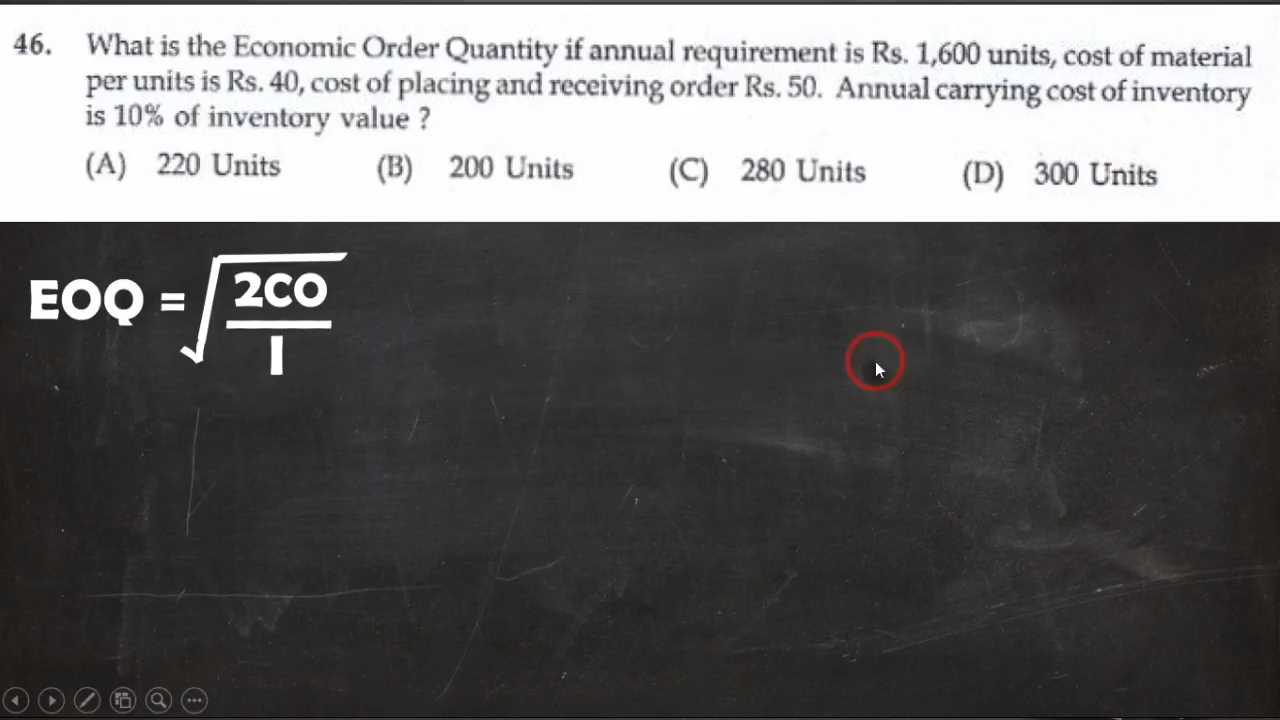 46. What is the Economic Order Quantity if annual requirement is Rs. 1,600 units, cost of material
per units is Rs. 40, cost of placing and receiving order Rs. 50. Annual carrying cost of inventory
is 10% of inventory value ?
(A) 220 Units (B) 200 Units (C) 280 Units (D) 300 Units
EOQ = √2CO
I